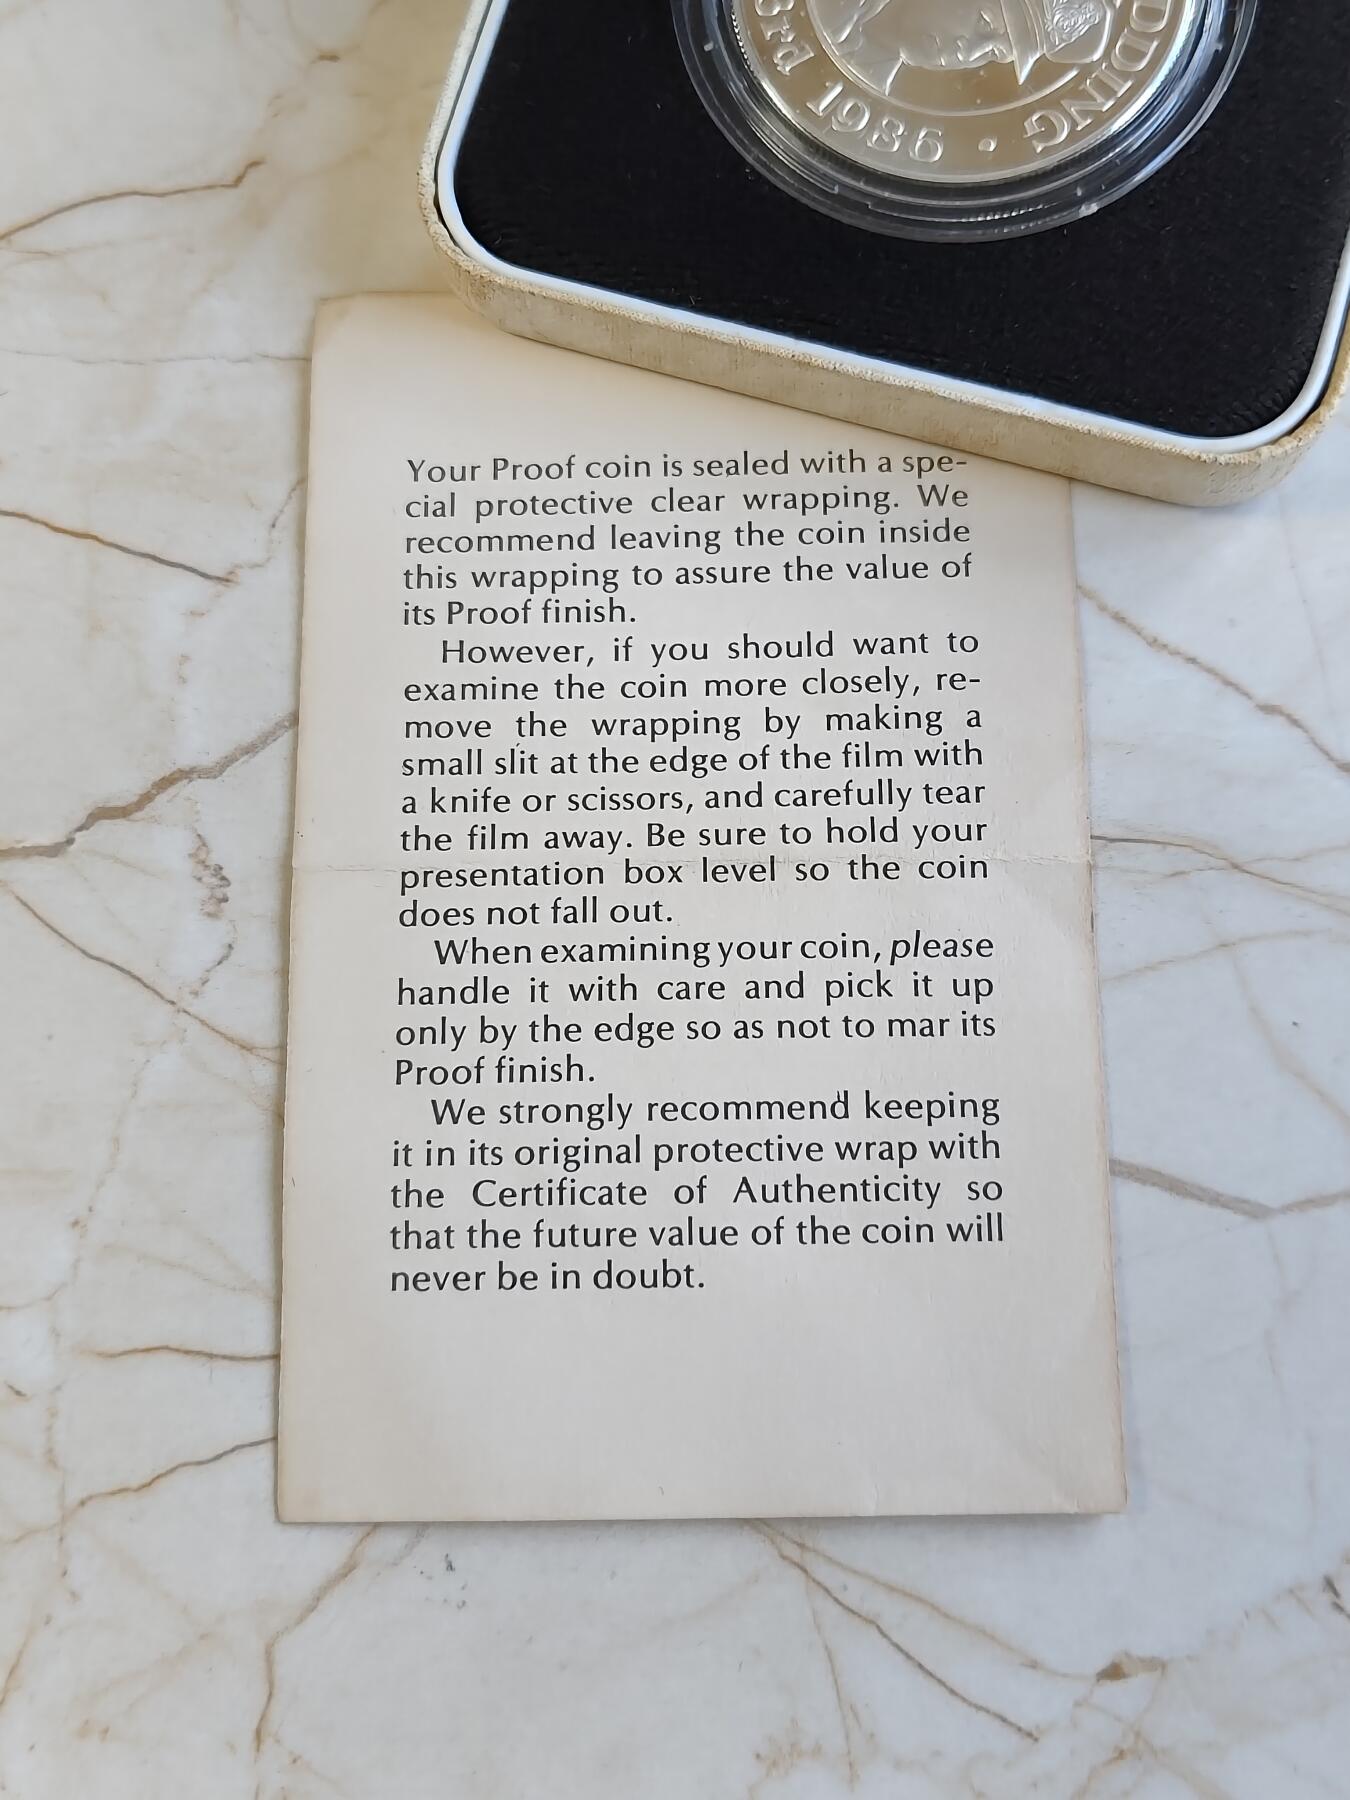 3rd 1986 · DDING
Your Proof coin is sealed with a spe-
cial protective clear wrapping. We
recommend leaving the coin inside
this wrapping to assure the value of
its Proof finish.
However, if you should want to
examine the coin more closely, re-
move the wrapping by making a
small slit at the edge of the film with
a knife or scissors, and carefully tear
the film away. Be sure to hold your
presentation box level so the coin
does not fall out.
When examining your coin, please
handle it with care and pick it up
only by the edge so as not to mar its
Proof finish.
We strongly recommend keeping
it in its original protective wrap with
the Certificate of Authenticity so
that the future value of the coin will
never be in doubt.